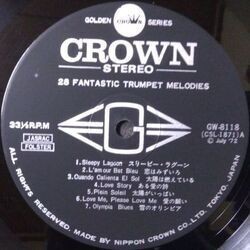 GOLDEN CROWN SERIES
CROWN
STEREO
28 FANTASTIC TRUMPET MELODIES
33⅓R.P.M
GW-8118
(CSL-1871)A
© July '72
JASRAC
FOLSTER
1. Sleepy Lagoon スリーピー・ラグーン
2. L'amour Est Bleu 恋はみずいろ
3. Cuando Calienta El Sol 太陽は燃えている
4. Love Story ある愛の詩
5. Plein Soleil 太陽がいっぱい
6. Love Me, Please Love Me 愛の願い
7. Olympia Blues 雪のオリンピア
ALL RIGHTS RESERVED. MADE BY NIPPON CROWN CO. LTD. TOKYO, JAPAN